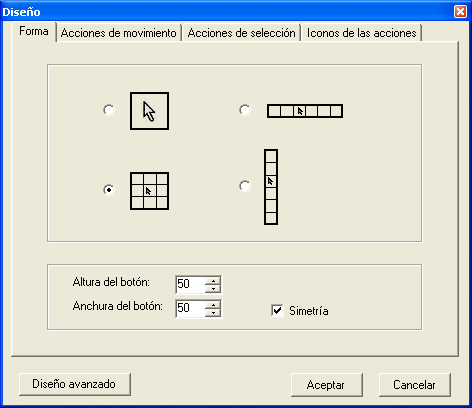 Diseño
Forma Acciones de movimiento Acciones de selección Iconos de las acciones
Altura del botón: 50
Anchura del botón: 50
Simetría
Diseño avanzado Aceptar Cancelar